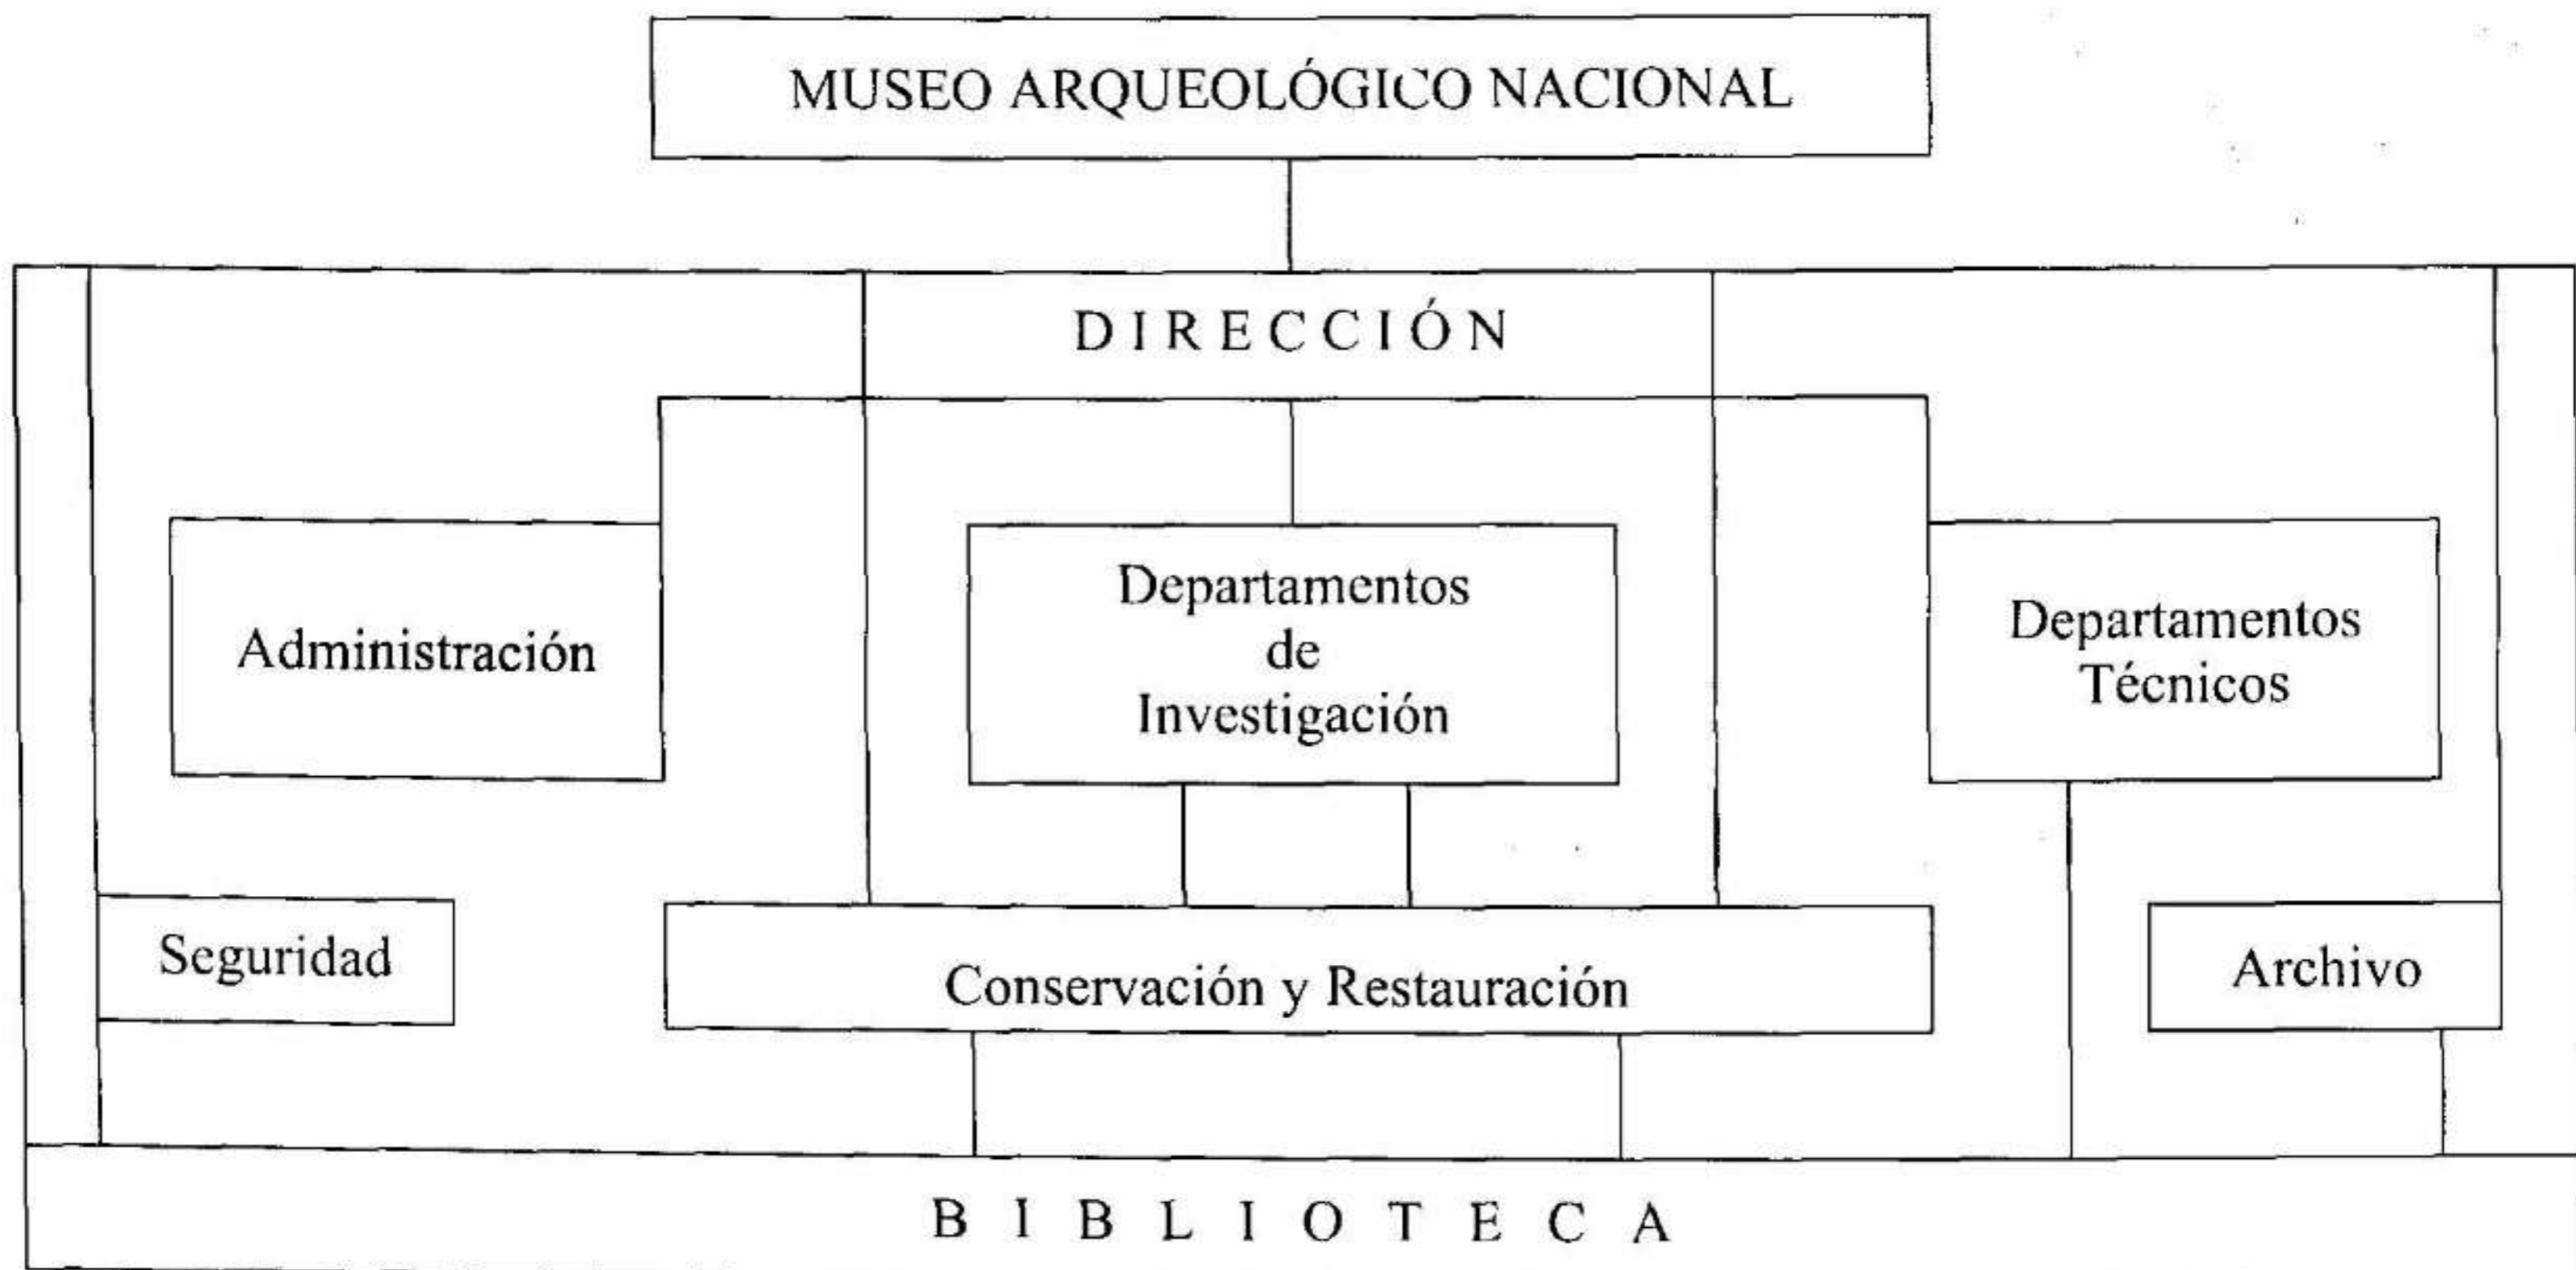 MUSEO ARQUEOLÓGICO NACIONAL
DIRECCIÓN
Administración
Departamentos
de
Investigación
Departamentos
Técnicos
Seguridad
Conservación y Restauración
Archivo
BIBLIOTECA